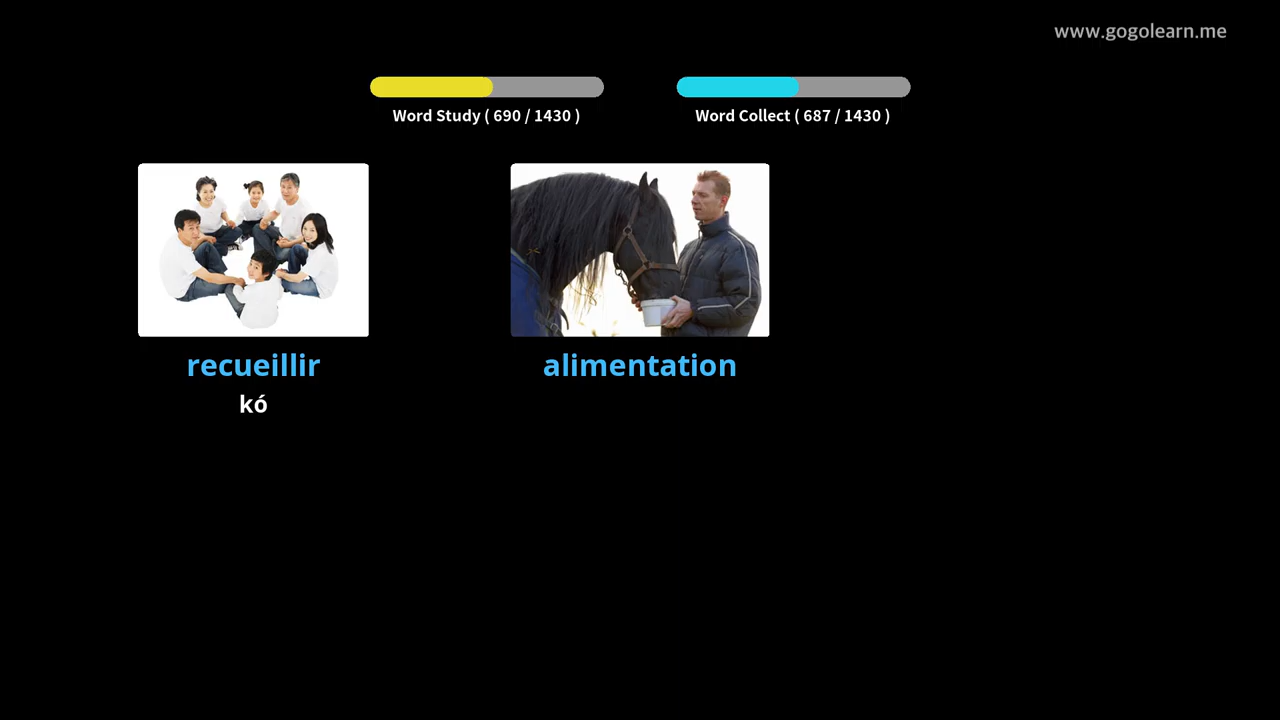 www.gogolearn.me
Word Study ( 690 / 1430 )
Word Collect ( 687 / 1430 )
recueillir
kó
alimentation